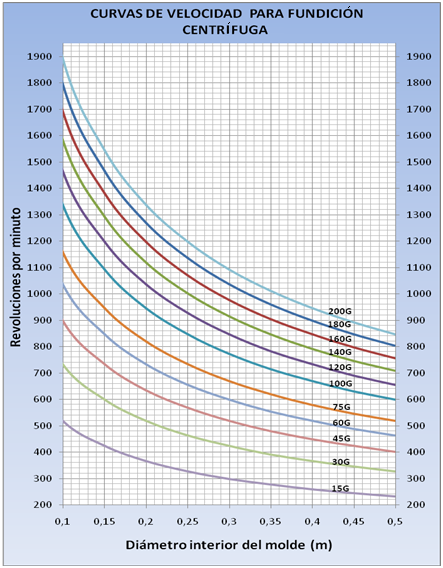 CURVAS DE VELOCIDAD PARA FUNDICIÓN
CENTRÍFUGA
Revoluciones por minuto
1900 1900
1800 1800
1700 1700
1600 1600
1500 1500
1400 1400
1300 1300
1200 1200
1100 1100
1000 1000
200G
900 900
180G
160G
800 800
140G
120G
700 700
100G
600 600
75G
500 500
60G
45G
400 400
30G
300 300
15G
200 200
0,1 0,15 0,2 0,25 0,3 0,35 0,4 0,45 0,5
Diámetro interior del molde (m)